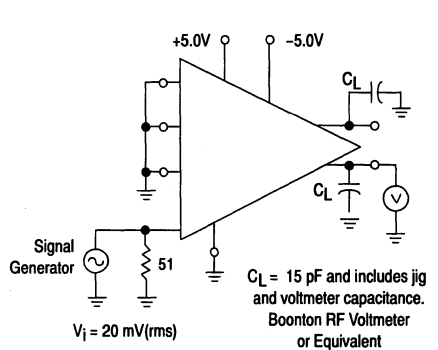 +5.0V
−5.0V
CL
CL
V
Signal
Generator
51
Vi = 20 mV(rms)
CL = 15 pF and includes jig
and voltmeter capacitance.
Boonton RF Voltmeter
or Equivalent